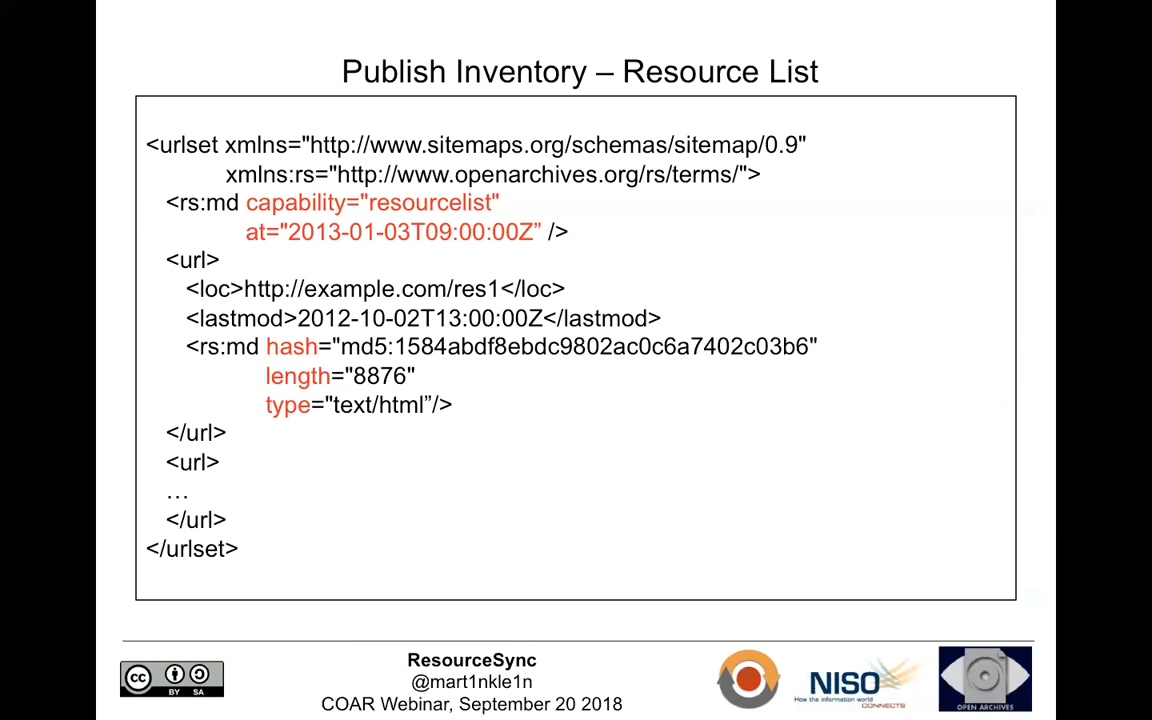 Publish Inventory – Resource List
<urlset xmlns="http://www.sitemaps.org/schemas/sitemap/0.9"
xmlns:rs="http://www.openarchives.org/rs/terms/">
<rs:md capability="resourcelist"
at="2013-01-03T09:00:00Z” />
<url>
<loc>http://example.com/res1</loc>
<lastmod>2012-10-02T13:00:00Z</lastmod>
<rs:md hash="md5:1584abdf8ebdc9802ac0c6a7402c03b6"
length="8876"
type="text/html”/>
</url>
<url>
…
</url>
</urlset>
cc
BY SA
ResourceSync
@mart1nkle1n
COAR Webinar, September 20 2018
NISO
How the information world
CONNECTS
OPEN ARCHIVES